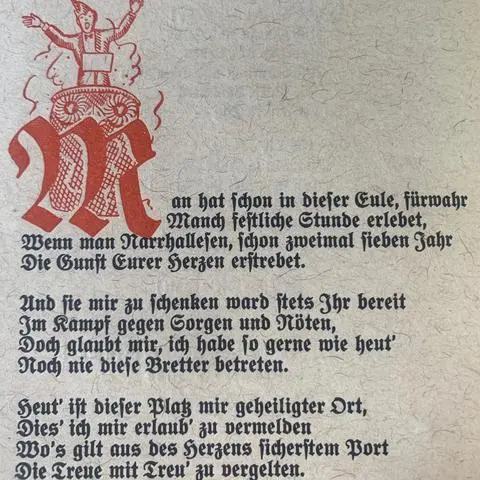 Man hat schon in dieser Eule, fürwahr
Manch festliche Stunde erlebet,
Wenn man Narrhallesen, schon zweimal sieben Jahr
Die Gunst Eurer Herzen erstrebet.
And sie mir zu schenken ward stets Ihr bereit
Im Kampf gegen Sorgen und Nöten,
Doch glaubt mir, ich habe so gerne wie heut'
Noch nie diese Bretter betreten.
Heut' ist dieser Platz mir geheiligter Ort,
Dies' ich mir erlaub' zu vermelden
Wo's gilt aus des Herzens sicherstem Port
Die Treue mit Treu' zu vergelten.